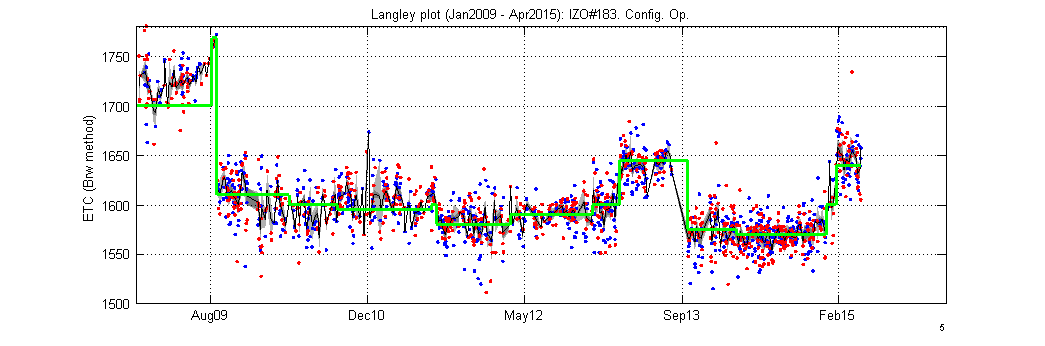 Langley plot (Jan2009 - Apr2015): IZO#183. Config. Op.
ETC (Brw method)
1750
1700
1650
1600
1550
1500
Aug09 Dec10 May12 Sep13 Feb15
5